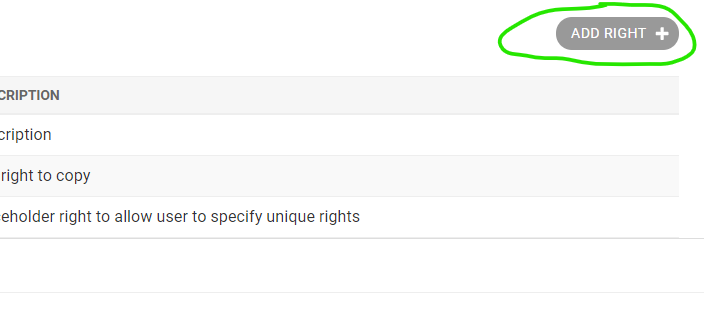 ADD RIGHT
CRIPTION
cription
right to copy
eholder right to allow user to specify unique rights